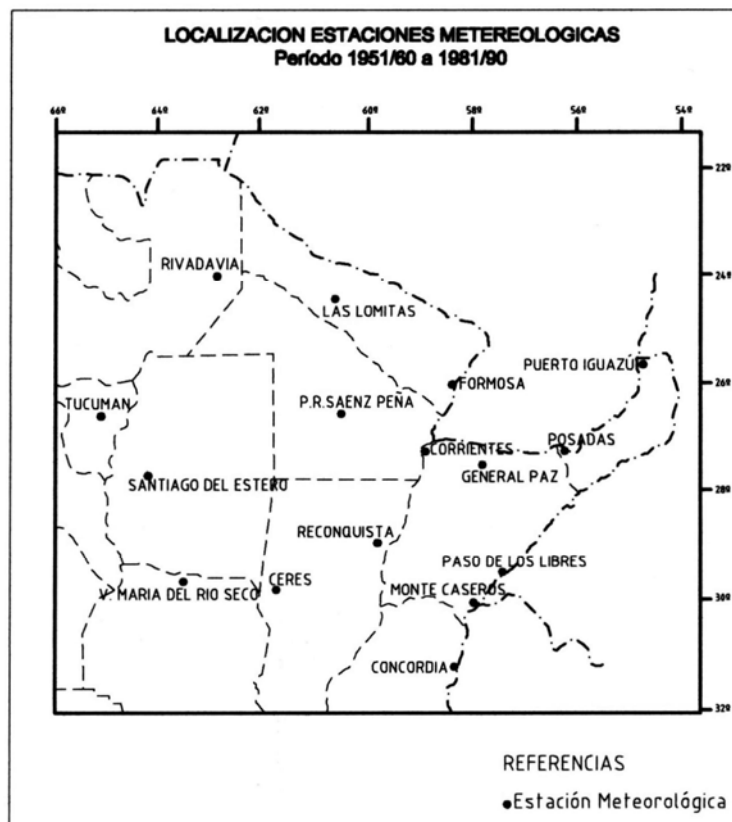 LOCALIZACION ESTACIONES METEREOLOGICAS
Período 1951/60 a 1981/90
66º 64º 62º 60º 58º 56º 54º
22º
RIVADAVIA
24º
LAS LOMITAS
PUERTO IGUAZU
FORMOSA
26º
TUCUMAN
P.R.SAENZ PEÑA
CORRIENTES
POSADAS
GENERAL PAZ
SANTIAGO DEL ESTERO
28º
RECONQUISTA
PASO DE LOS LIBRES
V. MARIA DEL RIO SECO
CERES
MONTE CASEROS
30º
CONCORDIA
32º
REFERENCIAS
Estación Meteorológica